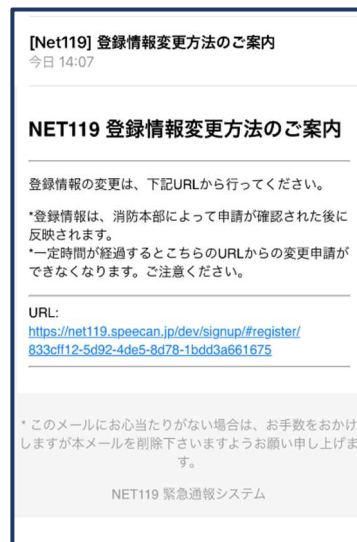 [Net119] 登録情報変更方法のご案内
今日 14:07
NET119 登録情報変更方法のご案内
登録情報の変更は、下記URLから行ってください。
*登録情報は、消防本部によって申請が確認された後に
反映されます。
*一定時間が経過するとこちらのURLからの変更申請が
できなくなります。ご注意ください。
URL:
https://net119.speecan.jp/dev/signup/#register/
833cff12-5d92-4de5-8d78-1bdd3a661675
* このメールにお心当たりがない場合は、お手数をおかけ
しますが本メールを削除下さいますようお願い申し上げま
す。
NET119 緊急通報システム